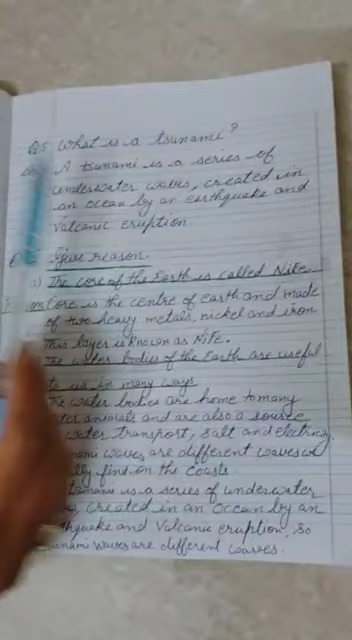 Q5 What is a tsunami?
Ans A tsunami is a series of
underwater waves, created in
an ocean by an earthquake and
Valcanic eruption.
Give reason.
a) The core of the Earth is called Nife
Core is the centre of earth and made
of two heavy metals, nickel and iron
This layer is known as Nife.
The water bodies of the Earth are useful
to us in many ways
The water bodies are home to many
animals and are also a source
water transport, salt and electricity
waves are different waves
find on the coasts
tsunami is a series of underwater
created in an ocean by an
and Valcanic eruption. So
waves are different waves.